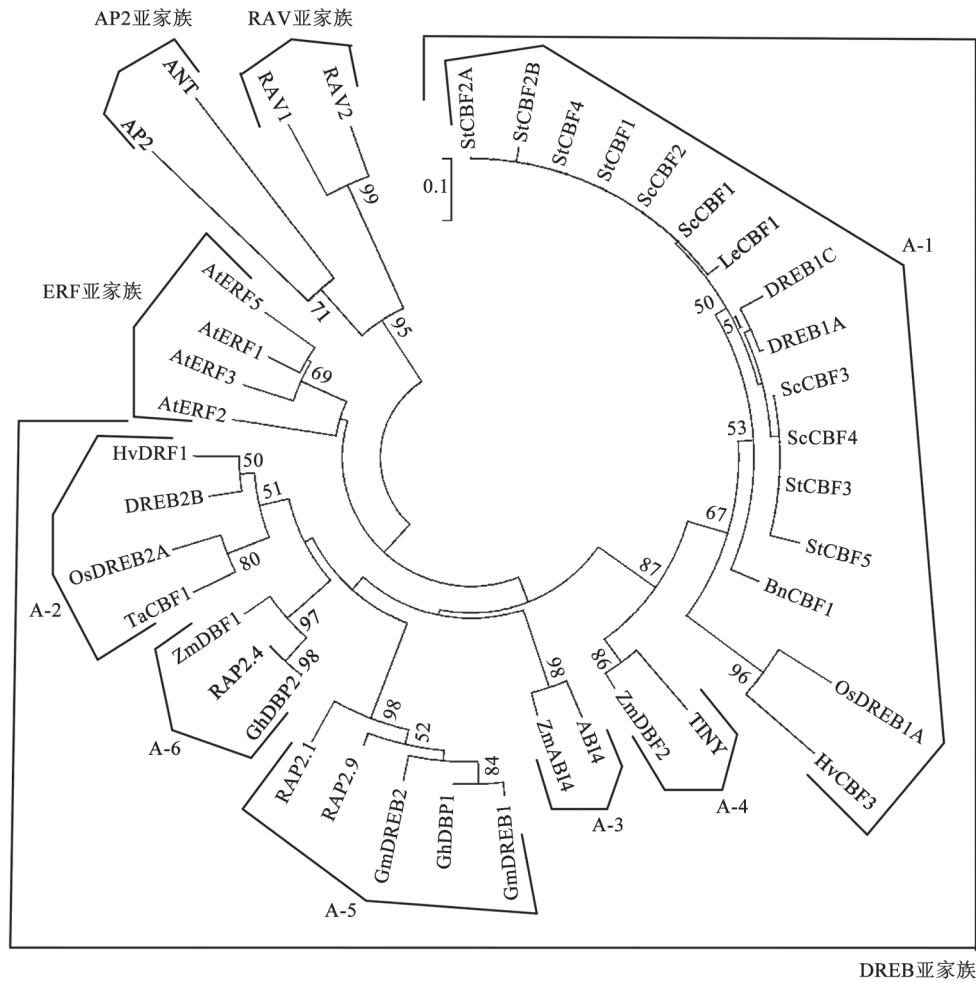 AP2亚家族
RAV亚家族
ANT
AP2
RAV1
RAV2
99
71
95
0.1
StCBF2A
StCBF2B
StCBF4
StCBF1
ScCBF2
ScCBF1
LeCBF1
DREB1C
DREB1A
ScCBF3
ScCBF4
StCBF3
StCBF5
BnCBF1
OsDREB1A
HvCBF3
A-1
50
51
53
67
87
96
ERF亚家族
AtERF5
AtERF1
AtERF3
AtERF2
69
HvDRF1
DREB2B
OsDREB2A
TaCBF1
50
51
80
A-2
ZmDBF1
RAP2.4
GhDBP2
97
98
A-6
RAP2.1
RAP2.9
GmDREB2
GhDBP1
GmDREB1
98
52
84
A-5
ZmABI4
ABI4
98
A-3
ZmDBF2
TINY
86
A-4
DREB亚家族